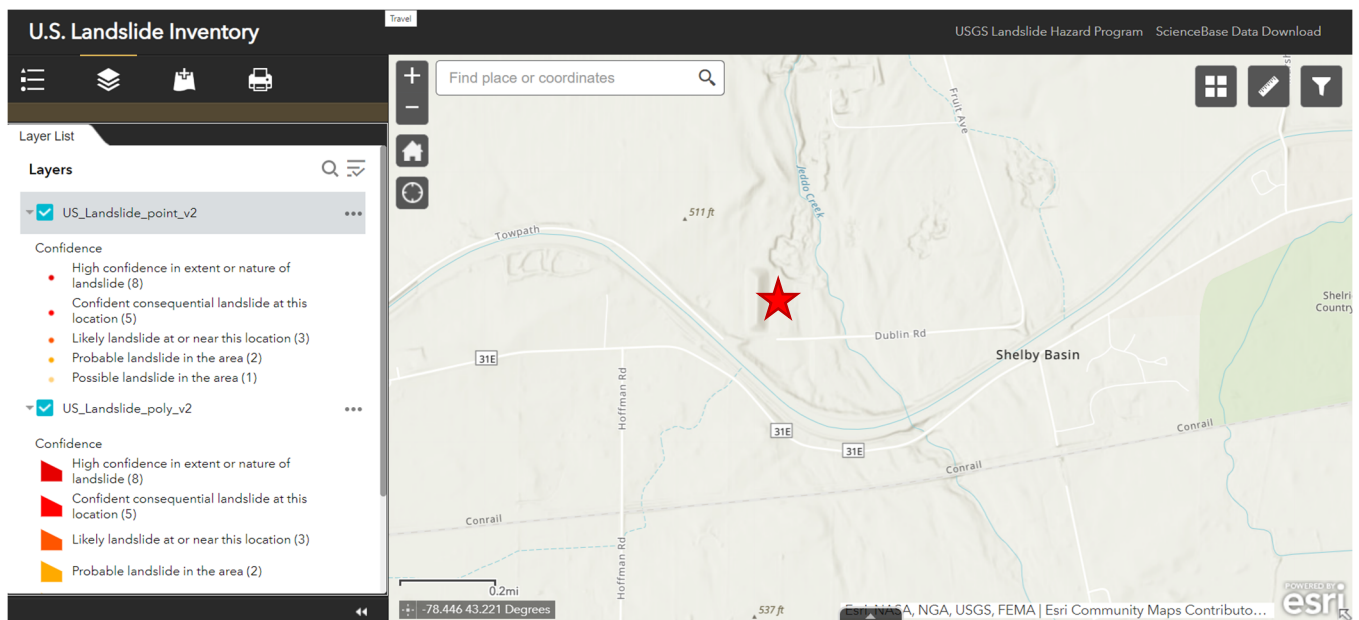 U.S. Landslide Inventory
Travel
USGS Landslide Hazard Program ScienceBase Data Download
Layer List
Layers
US_Landslide_point_v2
Confidence
High confidence in extent or nature of
landslide (8)
Confident consequential landslide at this
location (5)
Likely landslide at or near this location (3)
Probable landslide in the area (2)
Possible landslide in the area (1)
US_Landslide_poly_v2
Confidence
High confidence in extent or nature of
landslide (8)
Confident consequential landslide at this
location (5)
Likely landslide at or near this location (3)
Probable landslide in the area (2)
+
Find place or coordinates
−
Fruit Ave
Jeddo Creek
511 ft
Towpath
Shelri
Country
Dublin Rd
Shelby Basin
31E
Hoffman Rd
31E
31E
Conrail
Conrail
Conrail
Hoffman Rd
0.2mi
-78.446 43.221 Degrees
537 ft
Esri, NASA, NGA, USGS, FEMA | Esri Community Maps Contributo...
POWERED BY
esri